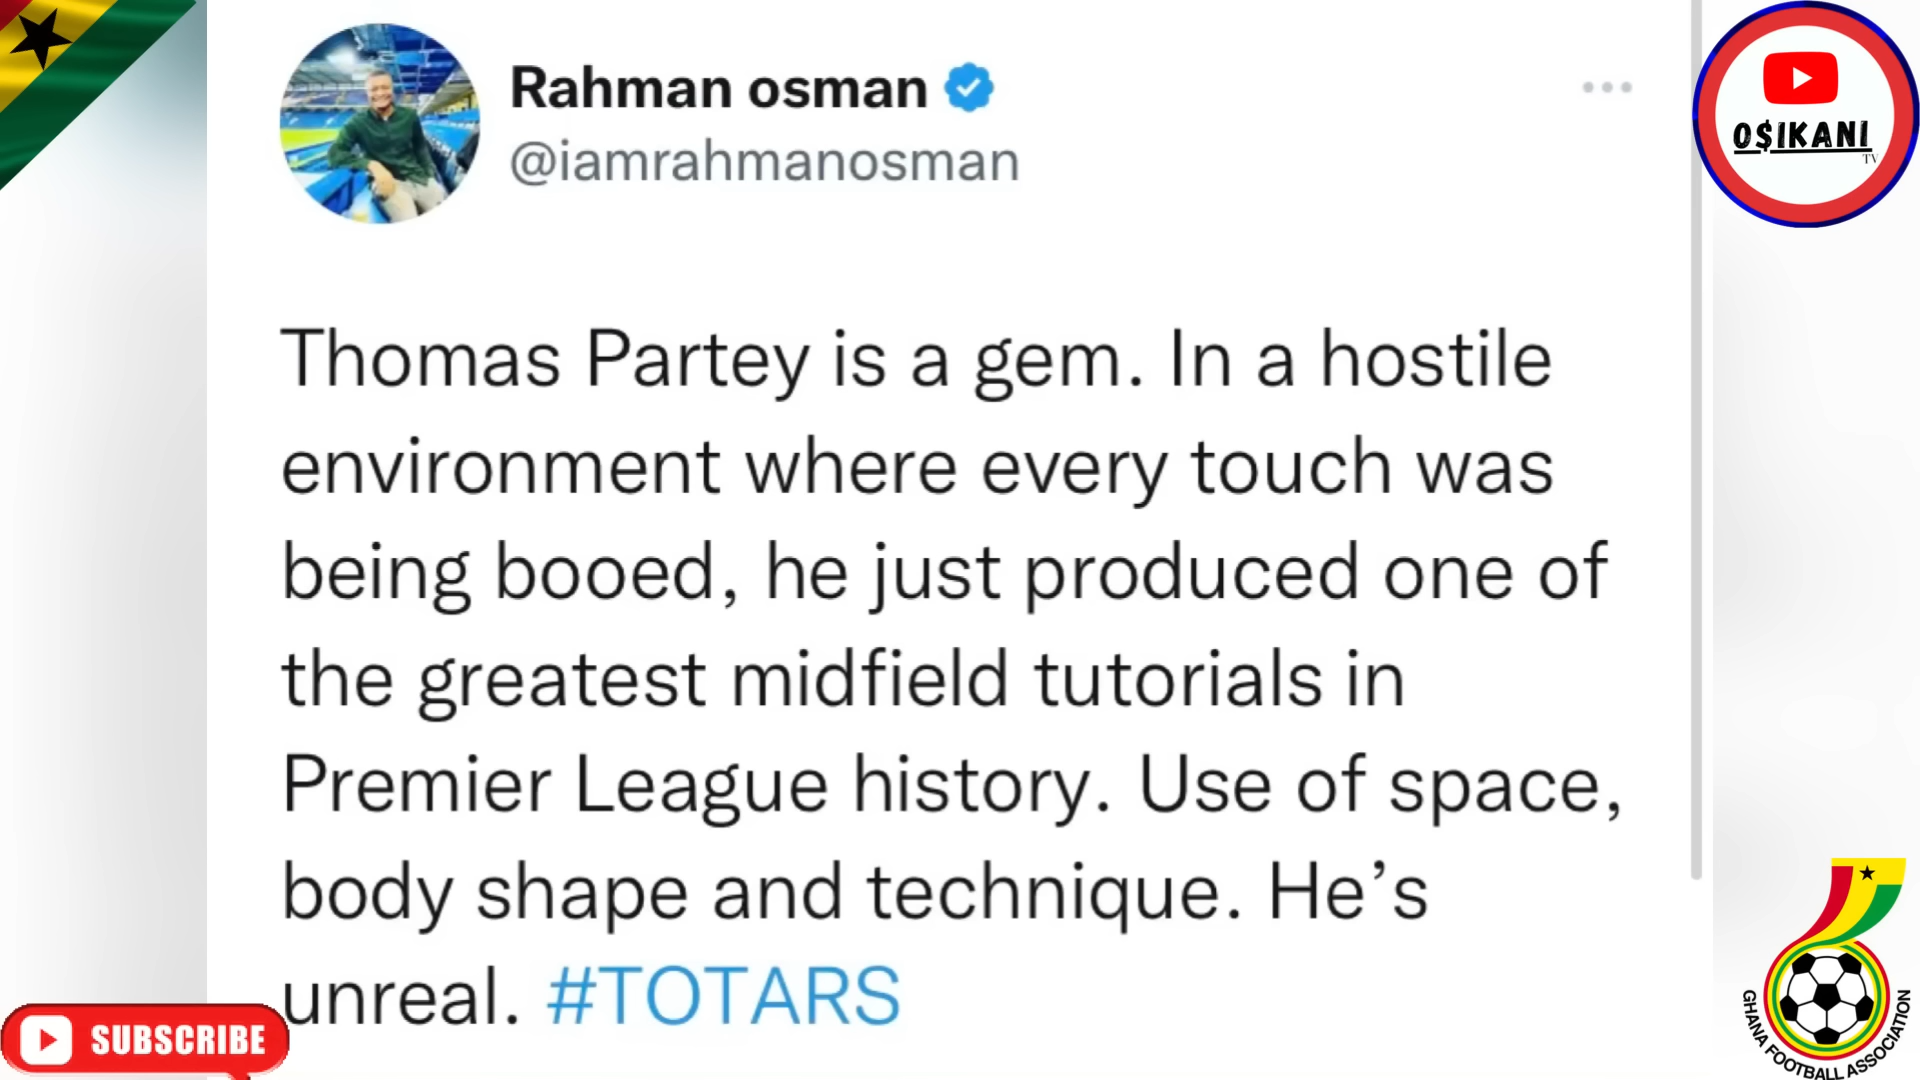 Rahman osman
@iamrahmanosman
O$IKANI
TV
Thomas Partey is a gem. In a hostile
environment where every touch was
being booed, he just produced one of
the greatest midfield tutorials in
Premier League history. Use of space,
body shape and technique. He’s
unreal. #TOTARS
SUBSCRIBE
GHANA FOOTBALL ASSOCIATION